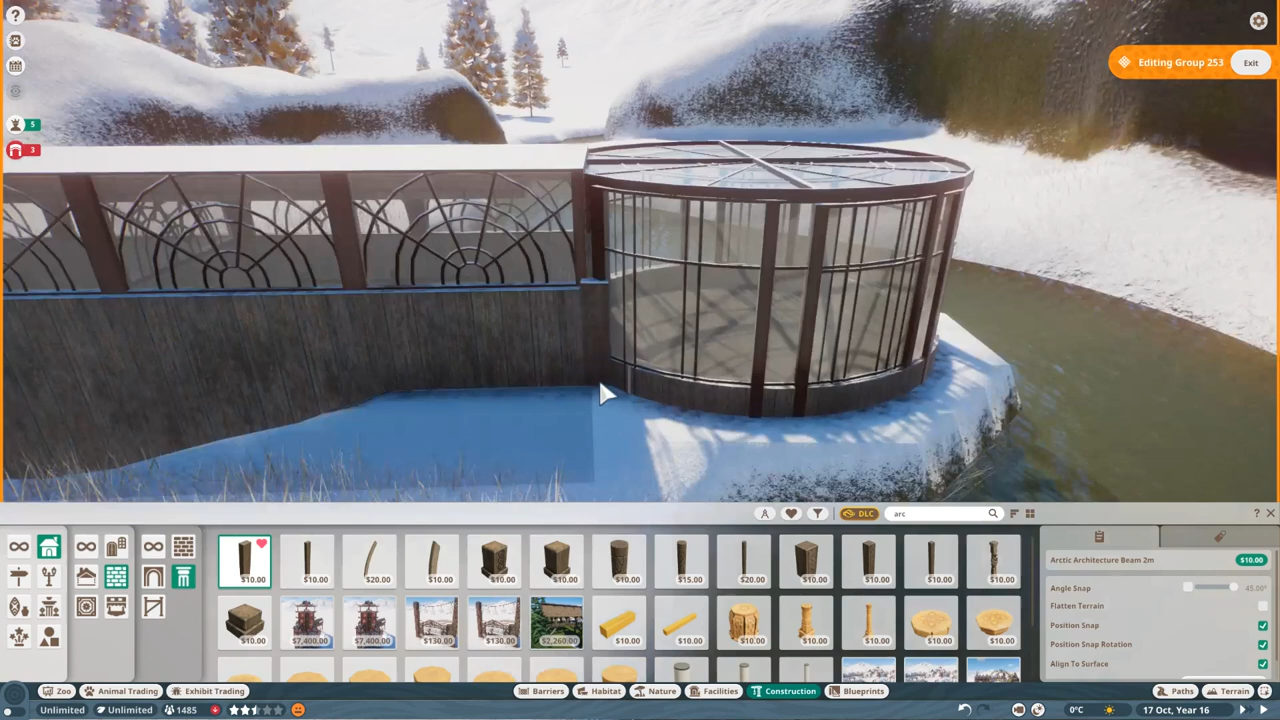 ?
Editing Group 253 Exit
5
3
DLC arc ? ×
$10.00 $10.00 $20.00 $10.00 $10.00 $10.00 $10.00 $15.00 $20.00 $10.00 $10.00 $10.00 $10.00
$10.00 $7,400.00 $7,400.00 $130.00 $130.00 $2,260.00 $10.00 $10.00 $10.00 $10.00 $10.00 $10.00 $10.00
Arctic Architecture Beam 2m $10.00
Angle Snap 45.00°
Flatten Terrain
Position Snap
Position Snap Rotation
Align To Surface
Zoo Animal Trading Exhibit Trading Barriers Habitat Nature Facilities Construction Blueprints Paths Terrain
Unlimited Unlimited 1485 0°C 17 Oct, Year 16